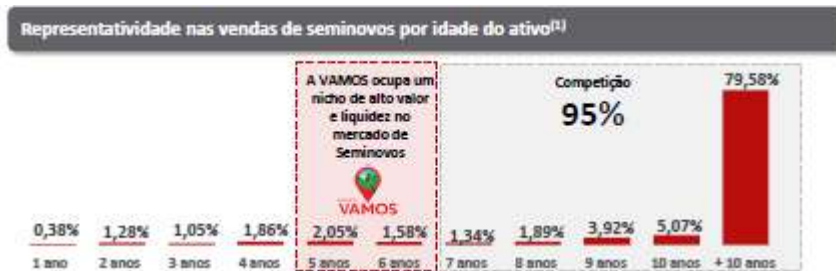 Representatividade nas vendas de seminovos por idade do ativo(1)
A VAMOS ocupa um
nicho de alto valor
e liquidez no
mercado de
Seminovos
VAMOS
Competição
95%
79,58%
0,38% 1,28% 1,05% 1,86% 2,05% 1,58% 1,34% 1,89% 3,92% 5,07%
1 ano 2 anos 3 anos 4 anos 5 anos 6 anos 7 anos 8 anos 9 anos 10 anos + 10 anos